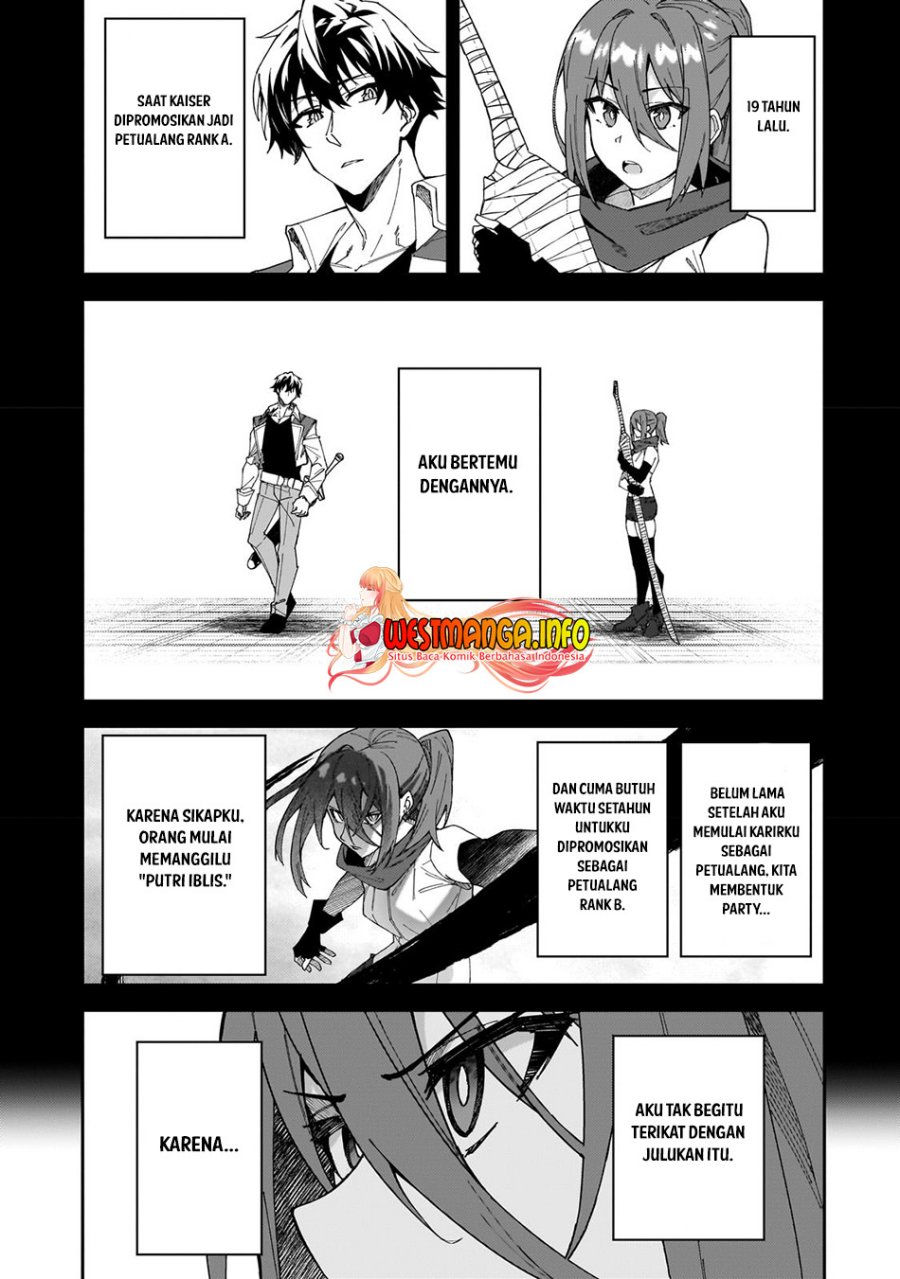 19 TAHUN
LALU.
SAAT KAISER
DIPROMOSIKAN JADI
PETUALANG RANK A.
AKU BERTEMU
DENGANNYA.
WESTMANGA.INFO
Situs Baca Komik Berbahasa Indonesia
BELUM LAMA
SETELAH AKU
MEMULAI KARIRKU
SEBAGAI
PETUALANG, KITA
MEMBENTUK
PARTY...
DAN CUMA BUTUH
WAKTU SETAHUN
UNTUKKU
DIPROMOSIKAN
SEBAGAI
PETUALANG
RANK B.
KARENA SIKAPKU,
ORANG MULAI
MEMANGGILU
"PUTRI IBLIS."
AKU TAK BEGITU
TERIKAT DENGAN
JULUKAN ITU.
KARENA...